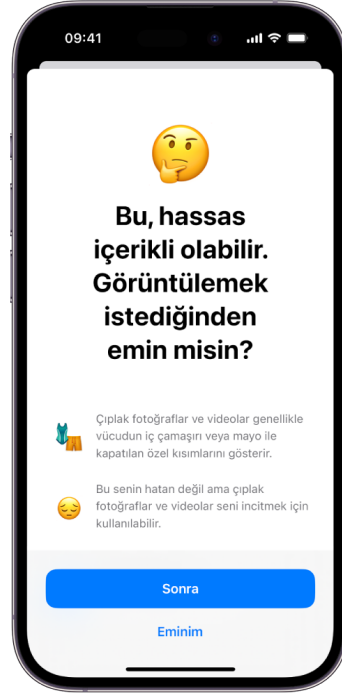 09:41
Bu, hassas
içerikli olabilir.
Görüntülemek
istediğinden
emin misin?
Çıplak fotoğraflar ve videolar genellikle
vücudun iç çamaşırı veya mayo ile
kapatılan özel kısımlarını gösterir.
Bu senin hatan değil ama çıplak
fotoğraflar ve videolar seni incitmek için
kullanılabilir.
Sonra
Eminim